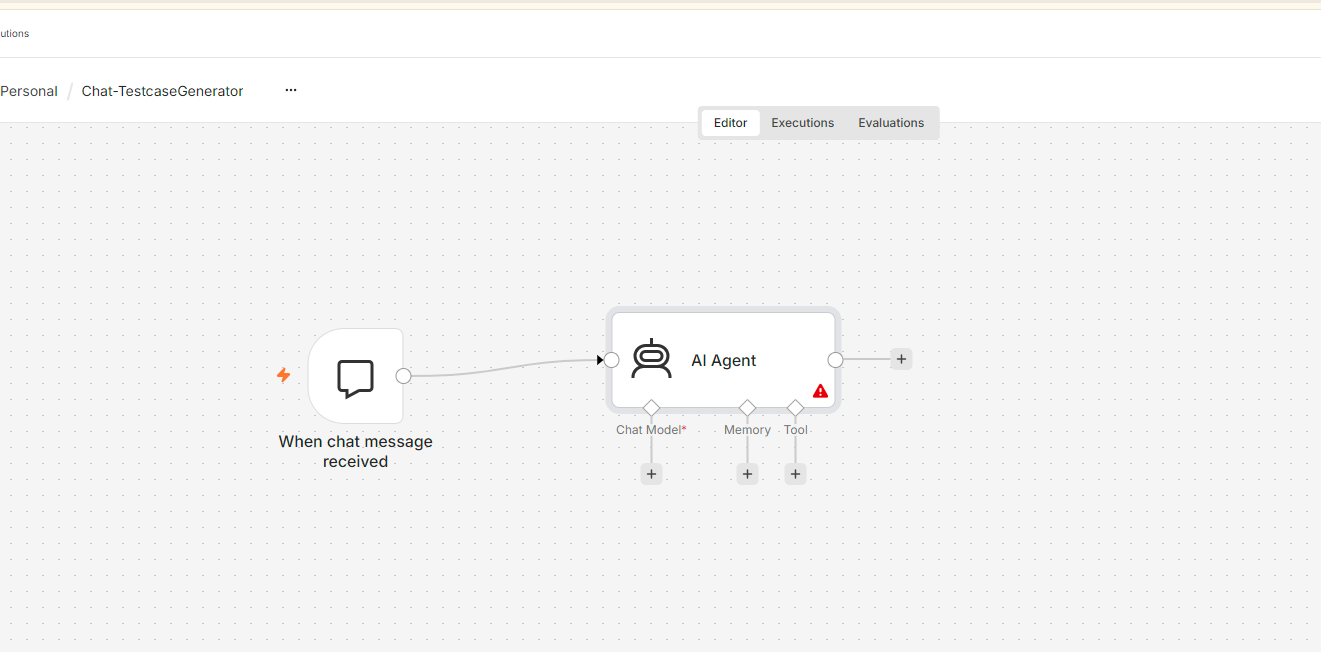 utions
Personal / Chat-TestcaseGenerator ...
Editor Executions Evaluations
AI Agent
Chat Model* Memory Tool
When chat message
received